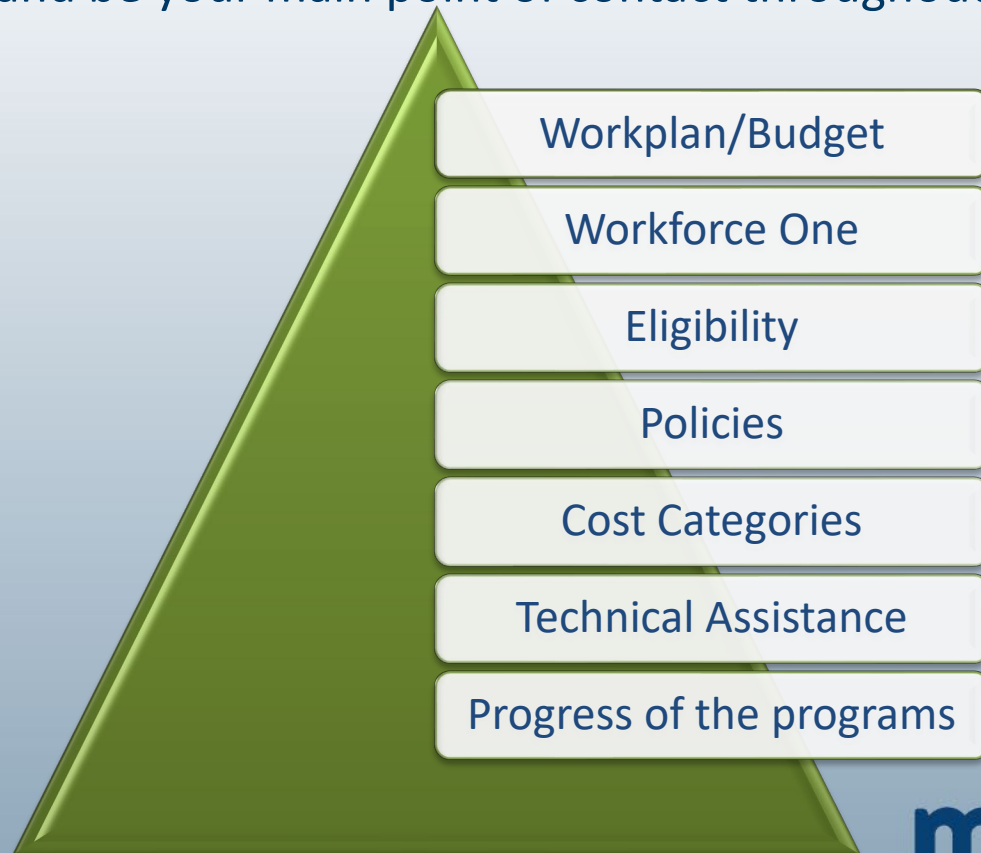 and be your main point of contact
Workplan/Budget
Workforce One
Eligibility
Policies
Cost Categories
Technical Assistance
Progress of the programs
m